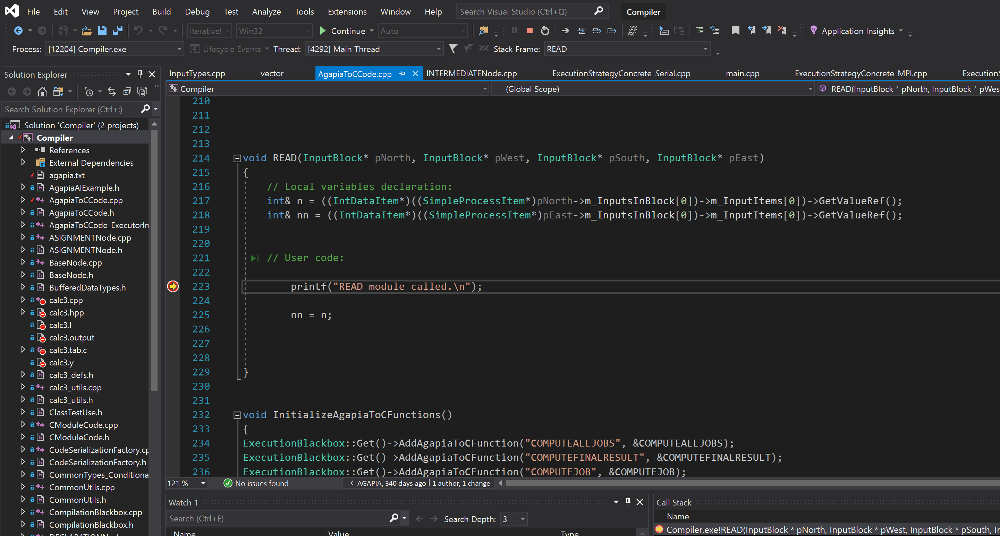 File Edit View Project Build Debug Test Analyze Tools Extensions Window Help Search Visual Studio (Ctrl+Q) Compiler
Iterativel Win32 Continue Auto Application Insights
Process: [12204] Compiler.exe Lifecycle Events Thread: [4292] Main Thread Stack Frame: READ
Solution Explorer
Search Solution Explorer (Ctrl+;)
Solution 'Compiler' (2 projects)
Compiler
References
External Dependencies
agapia.txt
AgapiaAIExample.h
AgapiaToCCode.cpp
AgapiaToCCode.h
AgapiaToCCode_ExecutorIn
ASIGNMENTNode.cpp
ASIGNMENTNode.h
BaseNode.cpp
BaseNode.h
BufferedDataTypes.h
calc3.cpp
calc3.hpp
calc3.l
calc3.output
calc3.tab.c
calc3.y
calc3_defs.h
calc3_utils.cpp
calc3_utils.h
ClassTestUse.h
CModuleCode.cpp
CModuleCode.h
CodeSerializationFactory.cp
CodeSerializationFactory.h
CommonTypes_Conditiona
CommonUtils.cpp
CommonUtils.h
CompilationBlackbox.cpp
CompilationBlackbox.h
InputTypes.cpp vector AgapiaToCCode.cpp INTERMEDIATENode.cpp ExecutionStrategyConcrete_Serial.cpp main.cpp ExecutionStrategyConcrete_MPI.cpp ExecutionS
Compiler (Global Scope) READ(InputBlock * pNorth, InputBlock * pWes
210
211
212
213
214 void READ(InputBlock* pNorth, InputBlock* pWest, InputBlock* pSouth, InputBlock* pEast)
215 {
216 // Local variables declaration:
217 int& n = ((IntDataItem*)((SimpleProcessItem*)pNorth->m_InputsInBlock[0])->m_InputItems[0])->GetValueRef();
218 int& nn = ((IntDataItem*)((SimpleProcessItem*)pEast->m_InputsInBlock[0])->m_InputItems[0])->GetValueRef();
219
220
221 // User code:
222
223 printf("READ module called.\n");
224
225 nn = n;
226
227
228
229 }
230
231
232 void InitializeAgapiaToCFunctions()
233 {
234 ExecutionBlackbox::Get()->AddAgapiaToCFunction("COMPUTEALLJOBS", &COMPUTEALLJOBS);
235 ExecutionBlackbox::Get()->AddAgapiaToCFunction("COMPUTEFINALRESULT", &COMPUTEFINALRESULT);
236 ExecutionBlackbox::Get()->AddAgapiaToCFunction("COMPUTEJOB", &COMPUTEJOB);
121 % No issues found AGAPIA, 340 days ago | 1 author, 1 change
Watch 1
Search (Ctrl+E) Search Depth: 3
Name Value Type
Call Stack
Name
Compiler.exe!READ(InputBlock * pNorth, InputBlock * pWest, InputBlock * pSouth, In